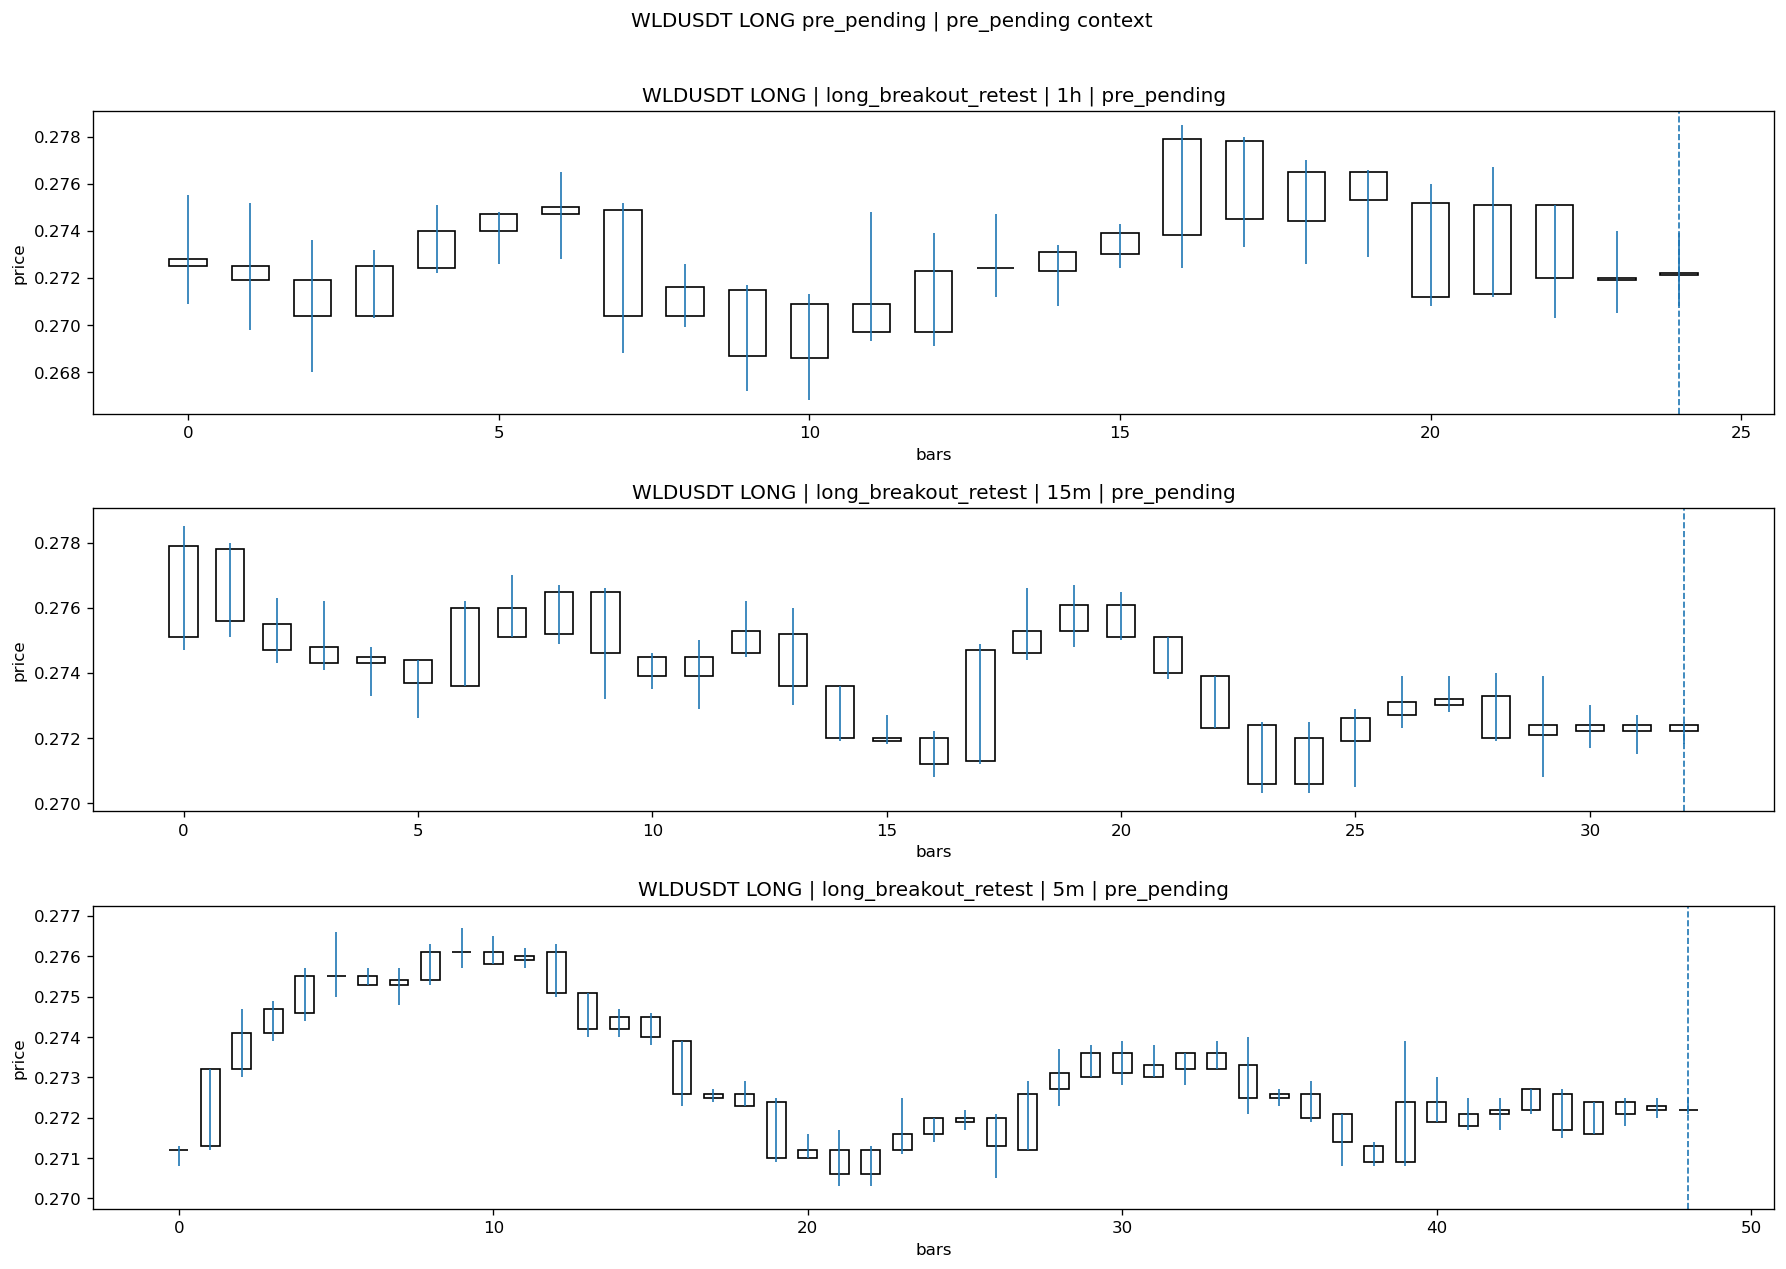 WLDUSDT LONG pre_pending | pre_pending context
WLDUSDT LONG | long_breakout_retest | 1h | pre_pending
0.278
0.276
0.274
0.272
0.270
0.268
price
0 5 10 15 20 25
bars
WLDUSDT LONG | long_breakout_retest | 15m | pre_pending
0.278
0.276
0.274
0.272
0.270
price
0 5 10 15 20 25 30
bars
WLDUSDT LONG | long_breakout_retest | 5m | pre_pending
0.277
0.276
0.275
0.274
0.273
0.272
0.271
0.270
price
0 10 20 30 40 50
bars